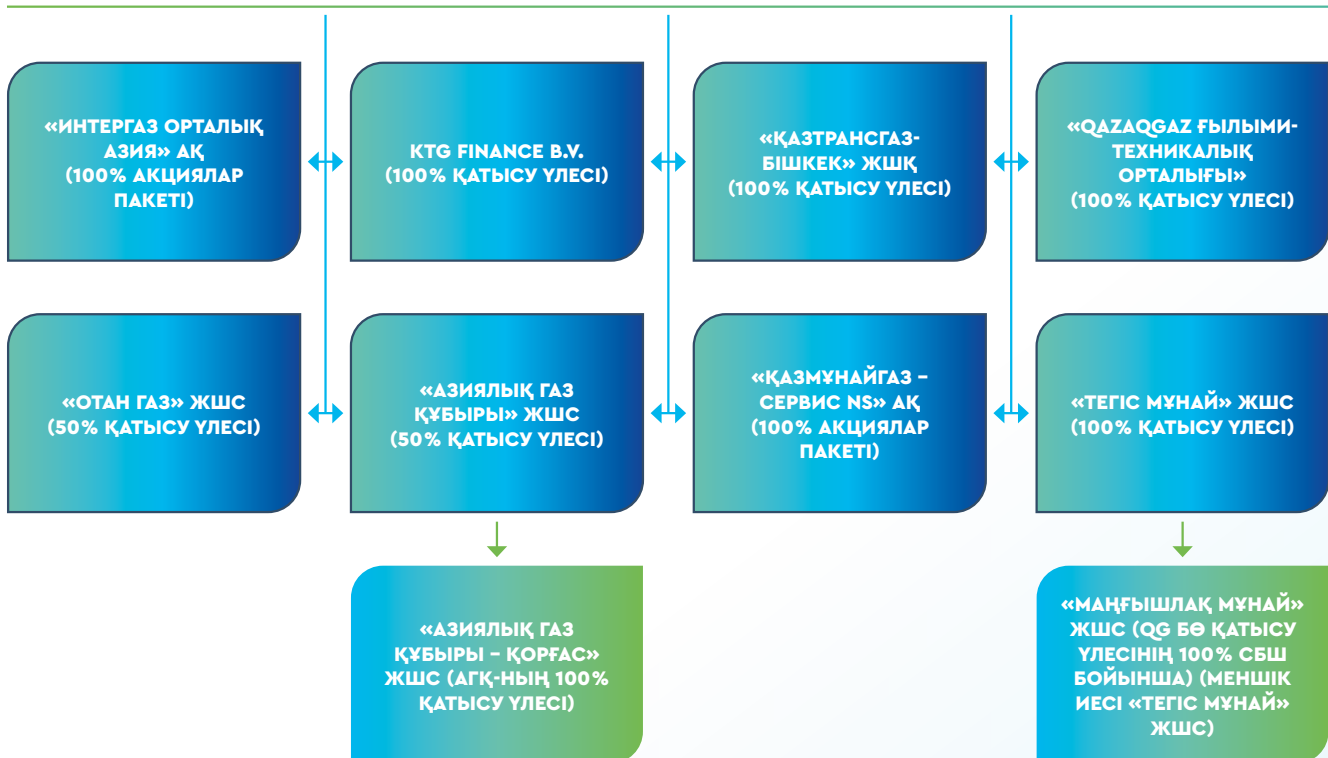 «ИНТЕРГАЗ ОРТАЛЫҚ
АЗИЯ» АҚ
(100% АКЦИЯЛАР
ПАКЕТІ)
KTG FINANCE B.V.
(100% ҚАТЫСУ ҮЛЕСІ)
«ҚАЗТРАНСГАЗ-
БІШКЕК» ЖШҚ
(100% ҚАТЫСУ ҮЛЕСІ)
«QAZAQGAZ ҒЫЛЫМИ-
ТЕХНИКАЛЫҚ
ОРТАЛЫҒЫ»
(100% ҚАТЫСУ ҮЛЕСІ)
«ОТАН ГАЗ» ЖШС
(50% ҚАТЫСУ ҮЛЕСІ)
«АЗИЯЛЫҚ ГАЗ
ҚҰБЫРЫ» ЖШС
(50% ҚАТЫСУ ҮЛЕСІ)
«ҚАЗМҰНАЙГАЗ –
СЕРВИС NS» АҚ
(100% АКЦИЯЛАР
ПАКЕТІ)
«ТЕГІС МҰНАЙ» ЖШС
(100% ҚАТЫСУ ҮЛЕСІ)
«АЗИЯЛЫҚ ГАЗ
ҚҰБЫРЫ – ҚОРҒАС»
ЖШС (АГҚ-НЫҢ 100%
ҚАТЫСУ ҮЛЕСІ)
«МАҢҒЫШЛАҚ МҰНАЙ»
ЖШС (QG БӨ ҚАТЫСУ
ҮЛЕСІНІҢ 100% СБШ
БОЙЫНША) (МЕНШІК
ИЕСІ «ТЕГІС МҰНАЙ»
ЖШС)